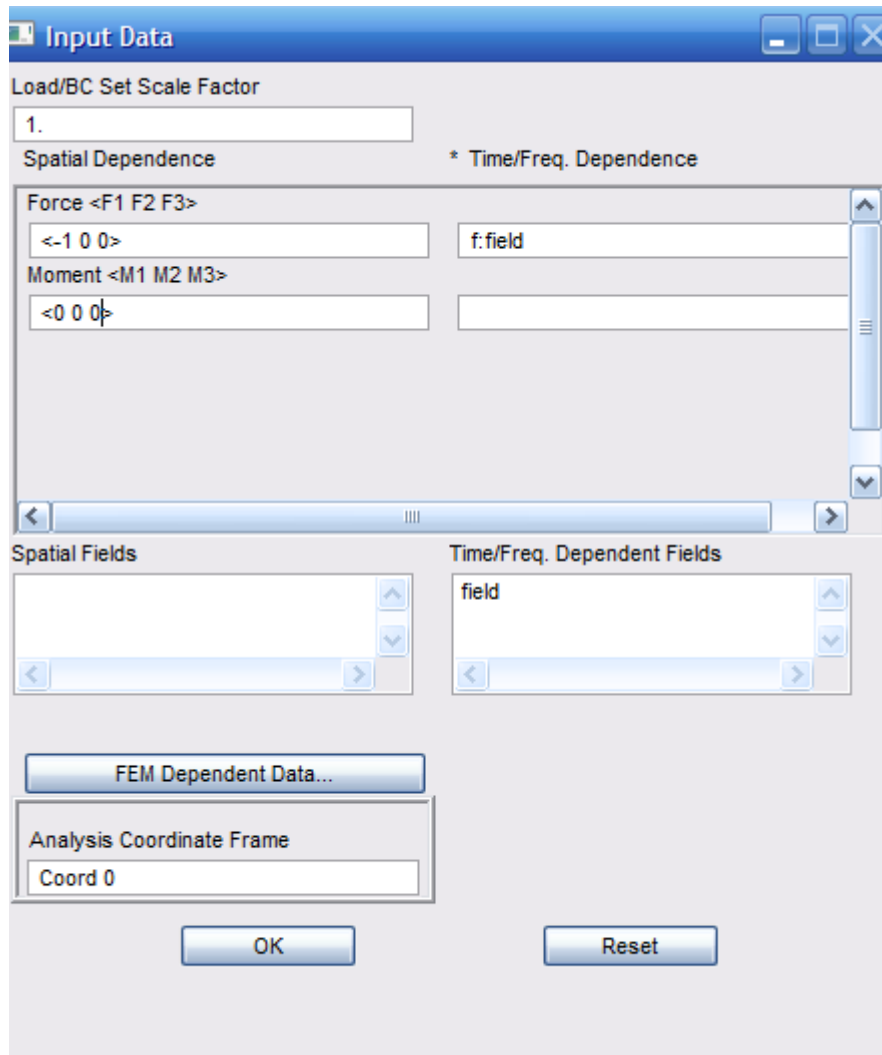 Input Data
Load/BC Set Scale Factor
1.
Spatial Dependence * Time/Freq. Dependence
Force <F1 F2 F3>
<-1 0 0> f:field
Moment <M1 M2 M3>
<0 0 0>
Spatial Fields Time/Freq. Dependent Fields
field
FEM Dependent Data...
Analysis Coordinate Frame
Coord 0
OK Reset